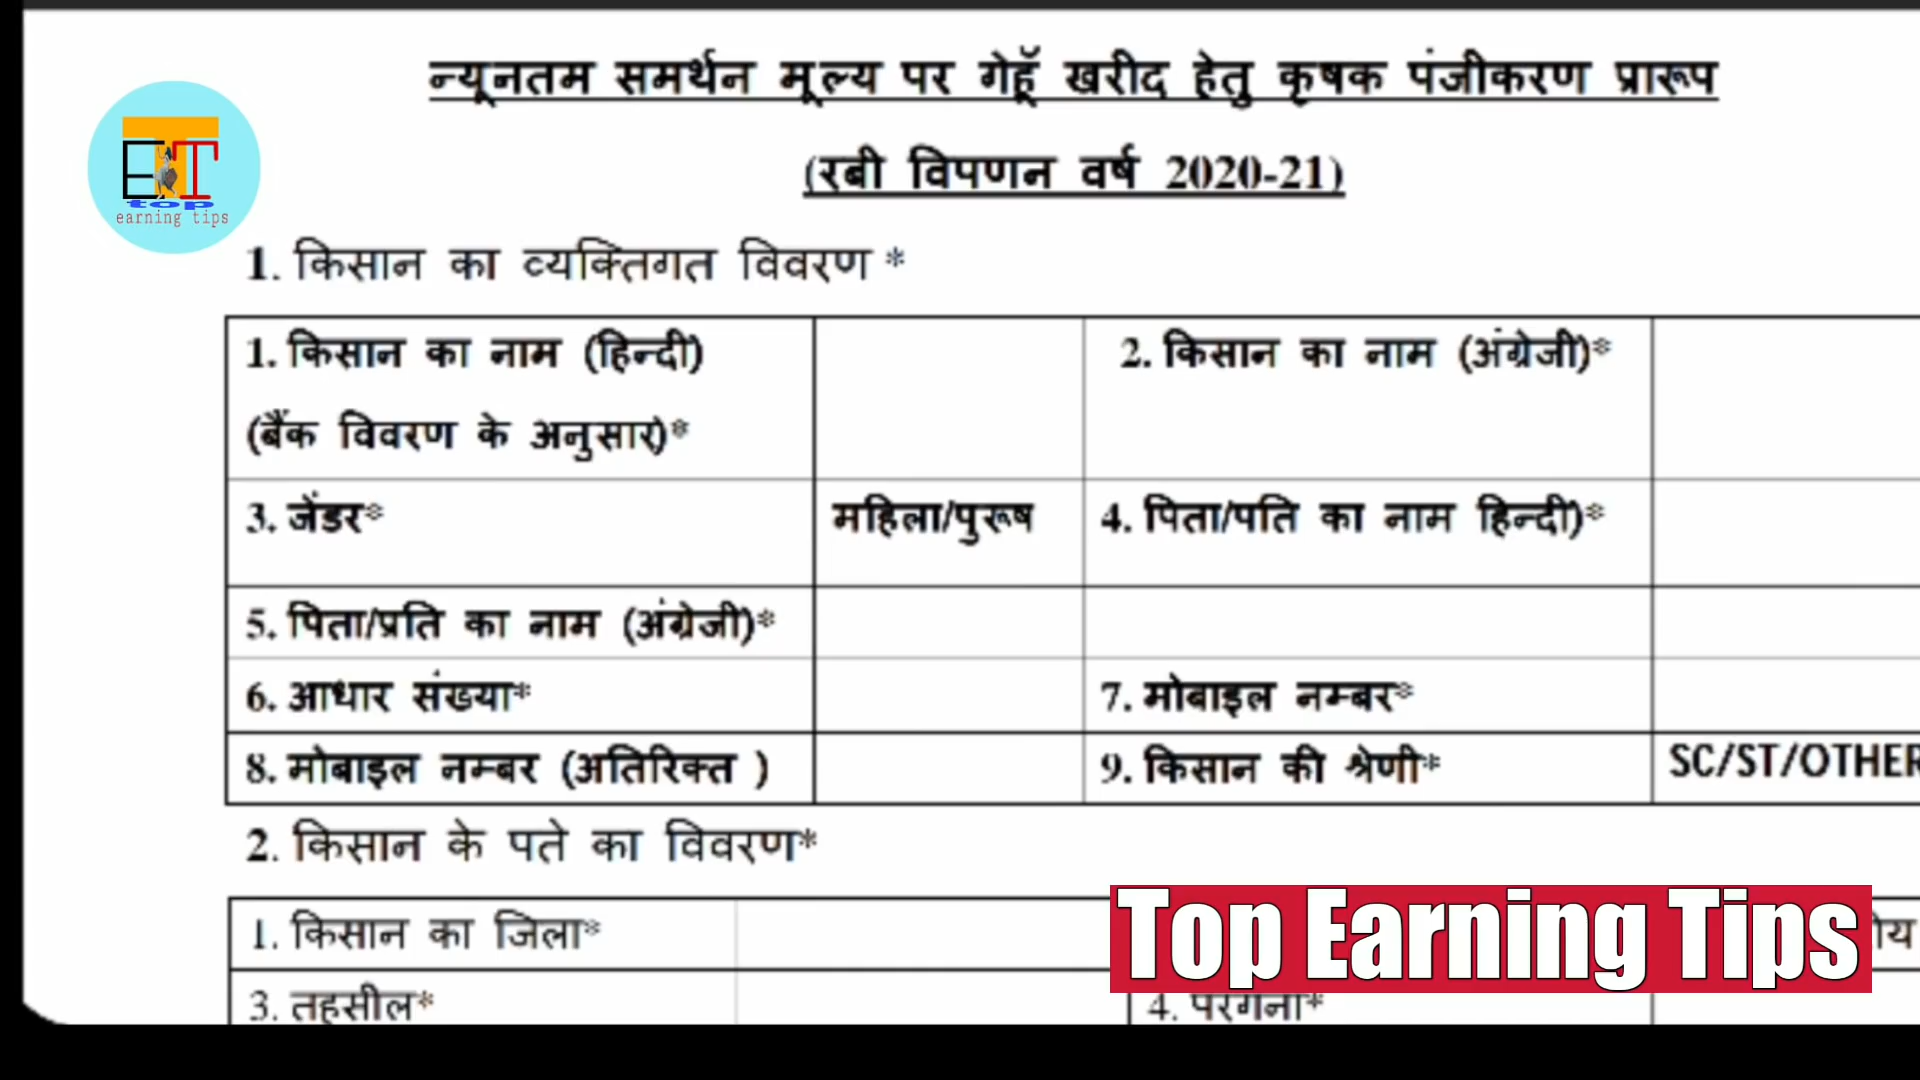 न्यूनतम समर्थन मूल्य पर गेहूँ खरीद हेतु कृषक पंजीकरण प्रारूप
(रबी विपणन वर्ष 2020-21)
E T
top
earning tips
1. किसान का व्यक्तिगत विवरण *
1. किसान का नाम (हिन्दी)
(बैंक विवरण के अनुसार)*
2. किसान का नाम (अंग्रेजी)*
3. जेंडर*
महिला/पुरूष
4. पिता/पति का नाम हिन्दी)*
5. पिता/प्रति का नाम (अंग्रेजी)*
6. आधार संख्या*
7. मोबाइल नम्बर*
8. मोबाइल नम्बर (अतिरिक्त )
9. किसान की श्रेणी*
SC/ST/OTHER
2. किसान के पते का विवरण*
1. किसान का जिला*
Top Earning Tips
3. तहसील*
4. परगना*